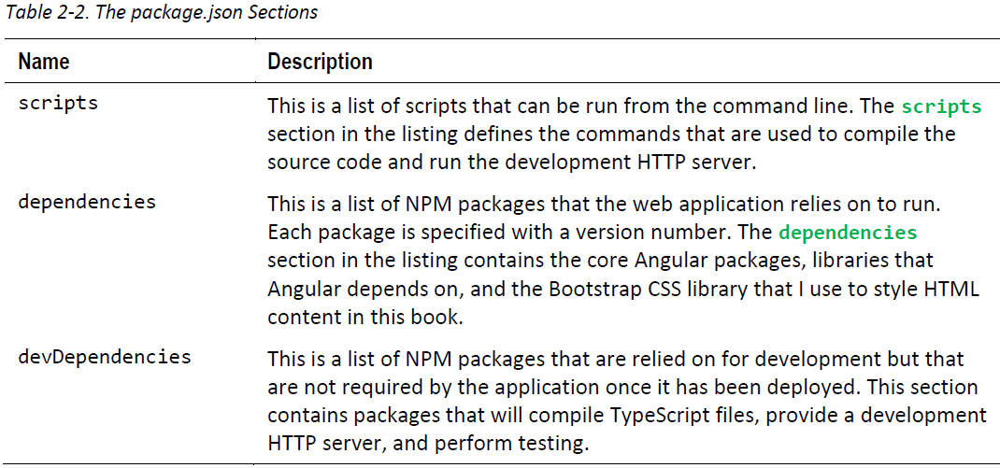 Table 2-2. The package.json Sections
Name Description
scripts This is a list of scripts that can be run from the command line. The scripts
section in the listing defines the commands that are used to compile the
source code and run the development HTTP server.
dependencies This is a list of NPM packages that the web application relies on to run.
Each package is specified with a version number. The dependencies
section in the listing contains the core Angular packages, libraries that
Angular depends on, and the Bootstrap CSS library that I use to style HTML
content in this book.
devDependencies This is a list of NPM packages that are relied on for development but that
are not required by the application once it has been deployed. This section
contains packages that will compile TypeScript files, provide a development
HTTP server, and perform testing.